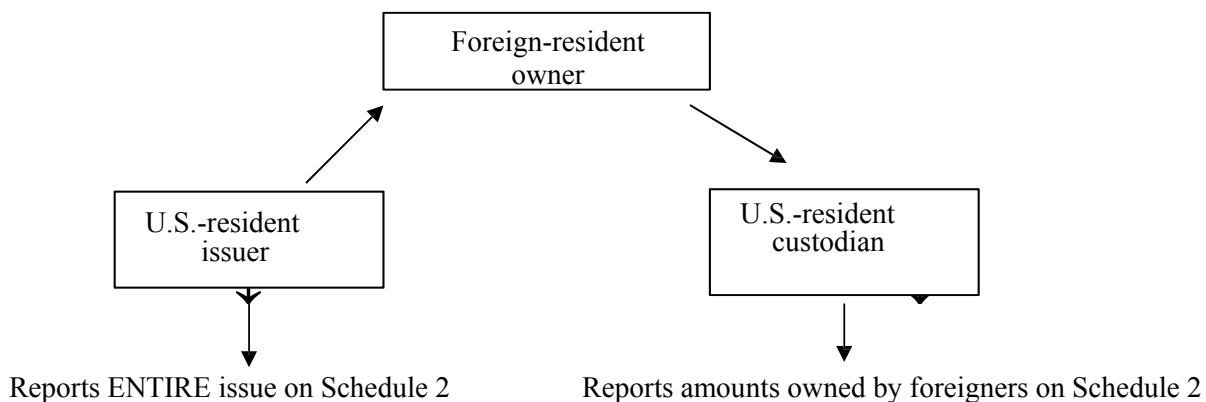 Foreign-resident
owner
U.S.-resident
issuer
U.S.-resident
custodian
Reports ENTIRE issue on Schedule 2
Reports amounts owned by foreigners on Schedule 2